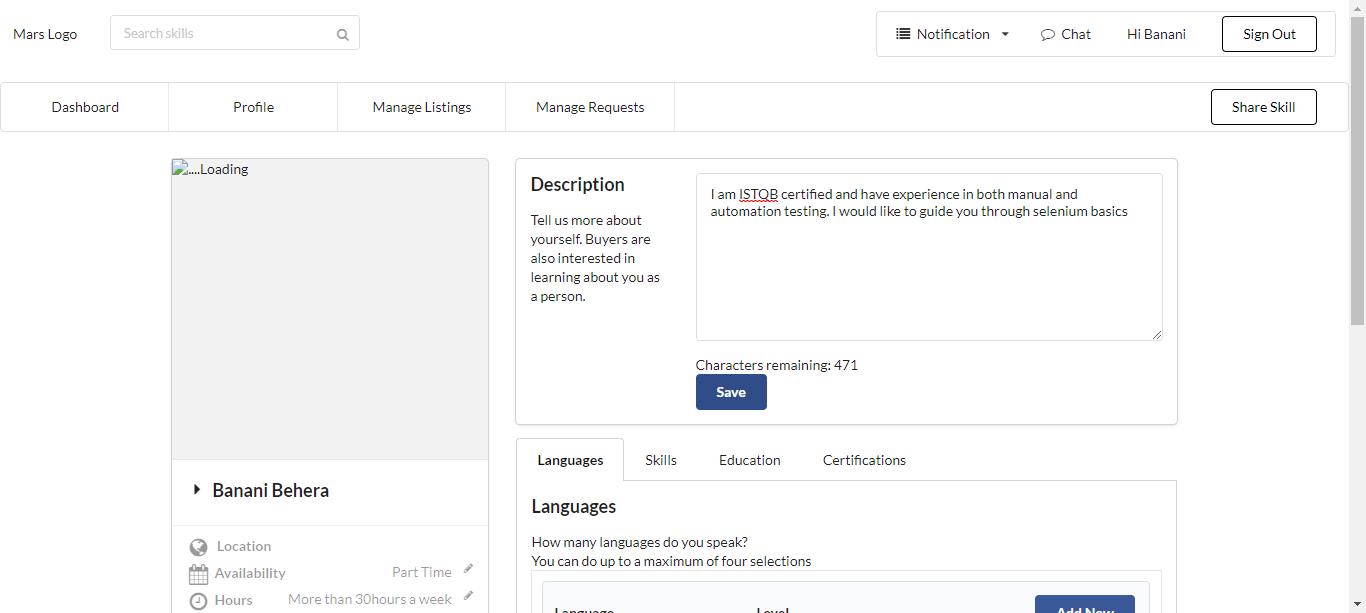 Mars Logo
Search skills
Notification
Chat
Hi Banani
Sign Out
Dashboard
Profile
Manage Listings
Manage Requests
Share Skill
....Loading
Description
Tell us more about
yourself. Buyers are
also interested in
learning about you as
a person.
I am ISTQB certified and have experience in both manual and
automation testing. I would like to guide you through selenium basics
Characters remaining: 471
Save
Banani Behera
Location
Availability
Part Time
Hours
More than 30hours a week
Languages
Skills
Education
Certifications
Languages
How many languages do you speak?
You can do up to a maximum of four selections
Language
Level
Add New